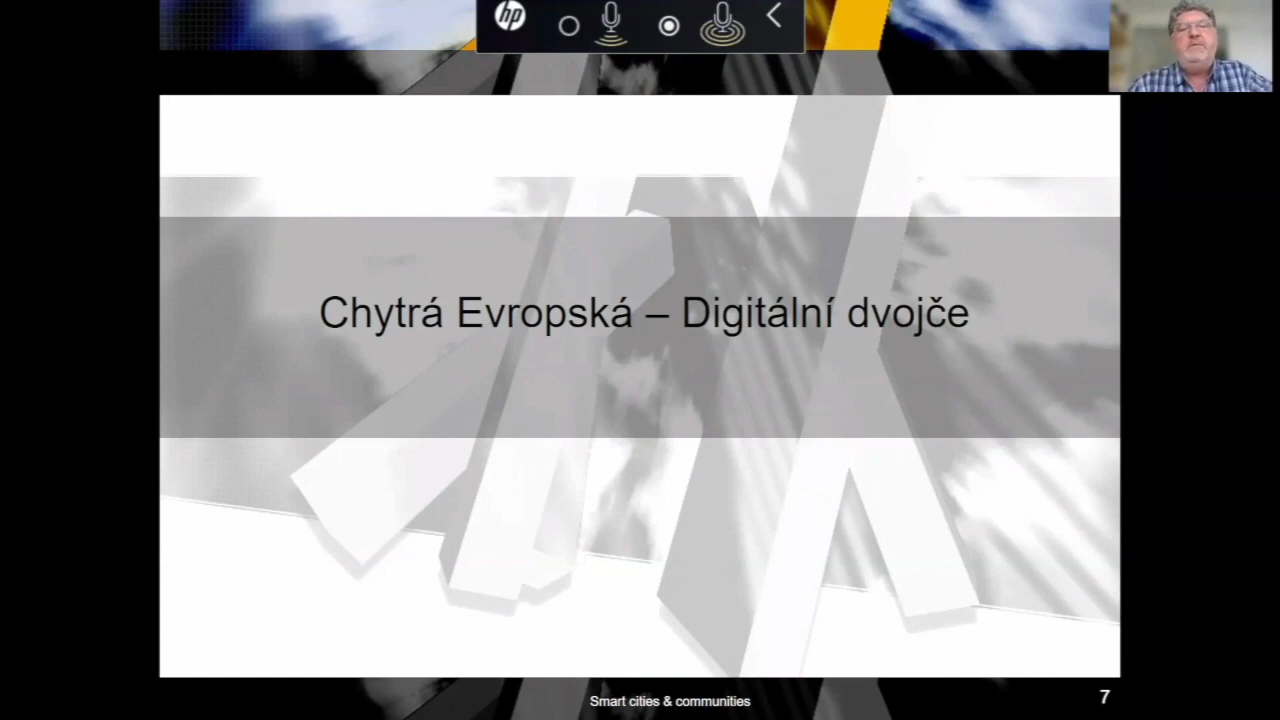 hp
Chytrá Evropská – Digitální dvojče
Smart cities & communities
7